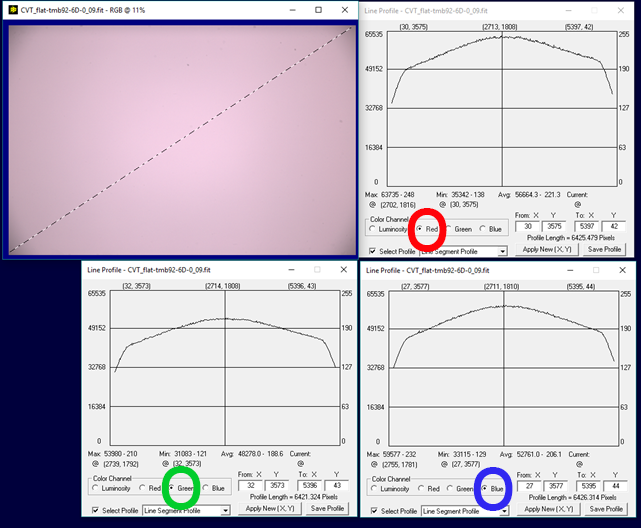 CVT_flat-tmb92-6D-0_09.fit - RGB @ 11%
Line Profile - CVT_flat-tmb92-6D-0_09.fit
(30, 3575) (2713, 1808) (5397, 42)
65535 255
49152 190
32768 127
16384 63
0 0
Max: 63735 - 248 Min: 35342 - 138 Avg: 56664.3 - 221.3 Current:
@ (2702, 1816) @ (30, 3575) @
Color Channel From: X Y To: X Y
Luminosity Red Green Blue 30 3575 5397 42
Profile Length = 6425.479 Pixels
Select Profile Line Segment Profile Apply New (X, Y) Save Profile
Line Profile - CVT_flat-tmb92-6D-0_09.fit
(32, 3573) (2714, 1808) (5396, 43)
65535 255
49152 190
32768 127
16384 63
0 0
Max: 53980 - 210 Min: 31083 - 121 Avg: 48278.0 - 188.6 Current:
@ (2739, 1792) @ (32, 3573) @
Color Channel From: X Y To: X Y
Luminosity Red Green Blue 32 3573 5396 43
Profile Length = 6421.324 Pixels
Select Profile Line Segment Profile Apply New (X, Y) Save Profile
Line Profile - CVT_flat-tmb92-6D-0_09.fit
(27, 3577) (2711, 1810) (5395, 44)
65535 255
49152 190
32768 127
16384 63
0 0
Max: 59577 - 232 Min: 33115 - 129 Avg: 52761.0 - 206.1 Current:
@ (2755, 1781) @ (27, 3577) @
Color Channel From: X Y To: X Y
Luminosity Red Green Blue 27 3577 5395 44
Profile Length = 6426.314 Pixels
Select Profile Line Segment Profile Apply New (X, Y) Save Profile